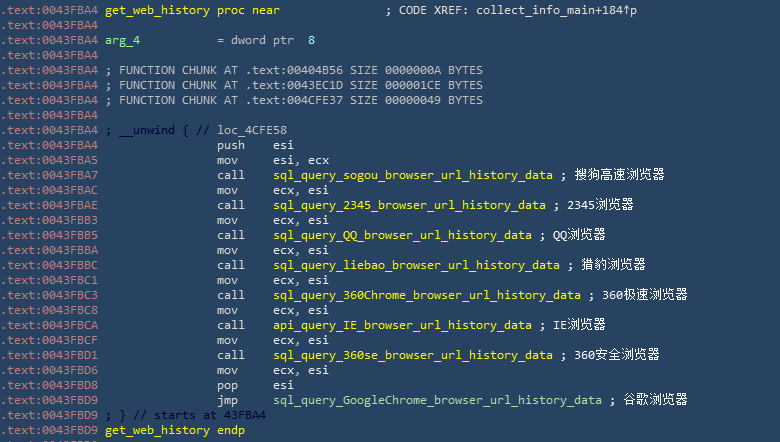 .text:0043FBA4 get_web_history proc near ; CODE XREF: collect_info_main+184↑p
.text:0043FBA4
.text:0043FBA4 arg_4 = dword ptr 8
.text:0043FBA4
.text:0043FBA4 ; FUNCTION CHUNK AT .text:00404B56 SIZE 0000000A BYTES
.text:0043FBA4 ; FUNCTION CHUNK AT .text:0043EC1D SIZE 000001CE BYTES
.text:0043FBA4 ; FUNCTION CHUNK AT .text:004CFE37 SIZE 00000049 BYTES
.text:0043FBA4
.text:0043FBA4 ; __unwind { // loc_4CFE58
.text:0043FBA4 push esi
.text:0043FBA5 mov esi, ecx
.text:0043FBA7 call sql_query_sogou_browser_url_history_data ; 搜狗高速浏览器
.text:0043FBAC mov ecx, esi
.text:0043FBAE call sql_query_2345_browser_url_history_data ; 2345浏览器
.text:0043FBB3 mov ecx, esi
.text:0043FBB5 call sql_query_QQ_browser_url_history_data ; QQ浏览器
.text:0043FBBA mov ecx, esi
.text:0043FBBC call sql_query_liebao_browser_url_history_data ; 猎豹浏览器
.text:0043FBC1 mov ecx, esi
.text:0043FBC3 call sql_query_360Chrome_browser_url_history_data ; 360极速浏览器
.text:0043FBC8 mov ecx, esi
.text:0043FBCA call api_query_IE_browser_url_history_data ; IE浏览器
.text:0043FBCF mov ecx, esi
.text:0043FBD1 call sql_query_360se_browser_url_history_data ; 360安全浏览器
.text:0043FBD6 mov ecx, esi
.text:0043FBD8 pop esi
.text:0043FBD9 jmp sql_query_GoogleChrome_browser_url_history_data ; 谷歌浏览器
.text:0043FBD9 ; } // starts at 43FBA4
.text:0043FBD9 get_web_history endp